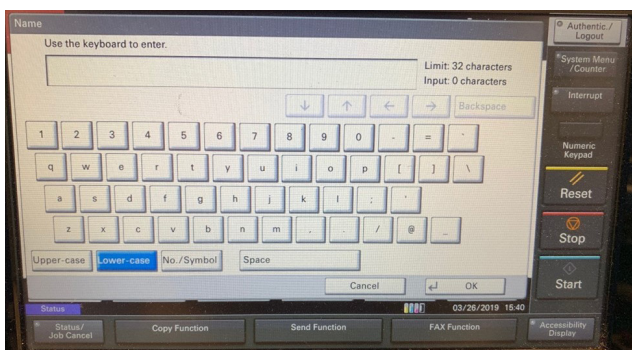 Name
Use the keyboard to enter.
Limit: 32 characters
Input: 0 characters
↓ ↑ ← → Backspace
1 2 3 4 5 6 7 8 9 0 - =
q w e r t y u i o p [ ] \
a s d f g h j k l ;
z x c v b n m , . / @ _
Upper-case Lower-case No./Symbol Space
Cancel ↵ OK
Status 03/26/2019 15:40
Status/
Job Cancel
Copy Function
Send Function
FAX Function
Accessibility
Display
Authentic./
Logout
*System Menu
/Counter
Interrupt
Numeric
Keypad
Reset
Stop
Start